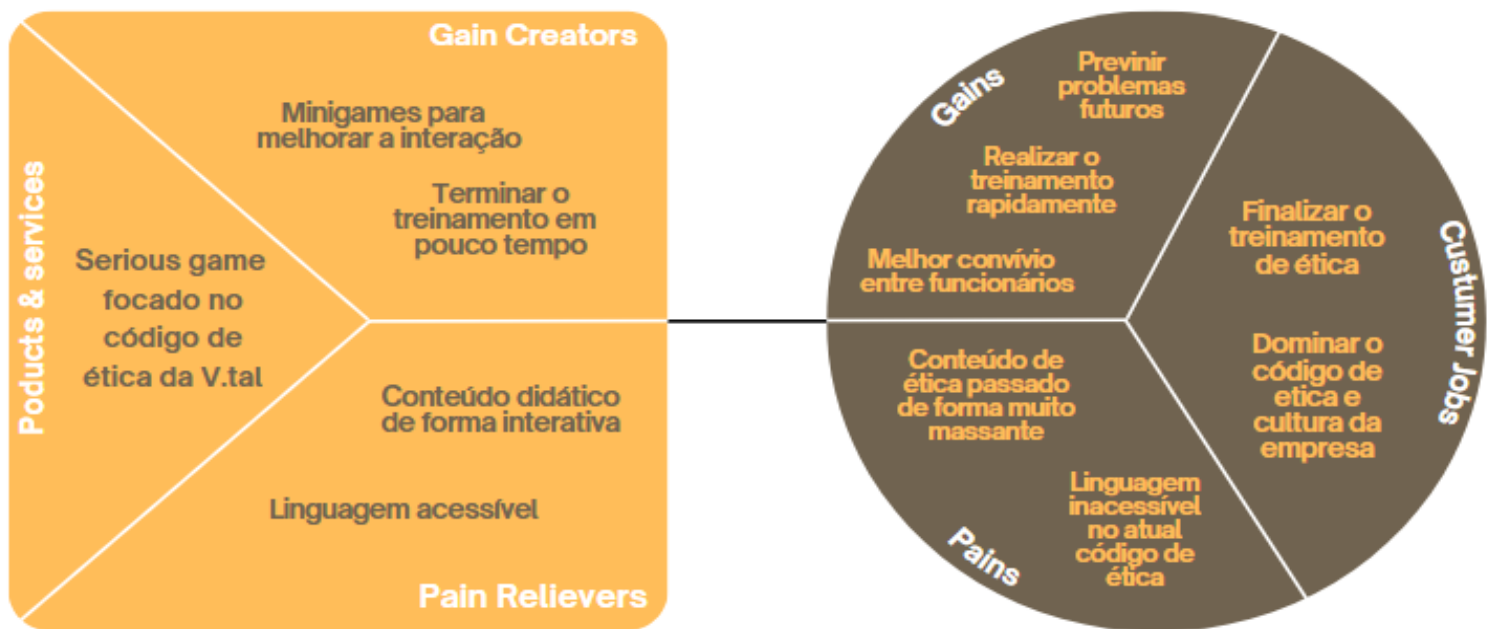 Gain Creators
Minigames para
melhorar a interação
Terminar o
treinamento em
pouco tempo
Poducts & services
Serious game
focado no
código de
ética da V.tal
Conteúdo didático
de forma interativa
Linguagem acessível
Pain Relievers
Gains
Previnir
problemas
futuros
Realizar o
treinamento
rapidamente
Melhor convívio
entre funcionários
Custumer Jobs
Finalizar o
treinamento
de ética
Dominar o
código de
etica e
cultura da
empresa
Conteúdo de
ética passado
de forma muito
massante
Linguagem
inacessível
no atual
código de
ética
Pains